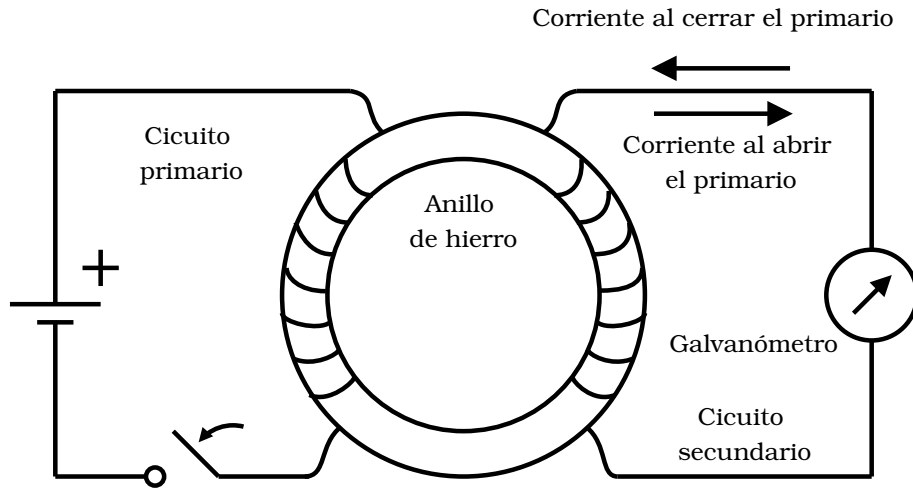 Corriente al cerrar el primario
Cicuito
primario
Corriente al abrir
el primario
Anillo
de hierro
+
Galvanómetro
Cicuito
secundario